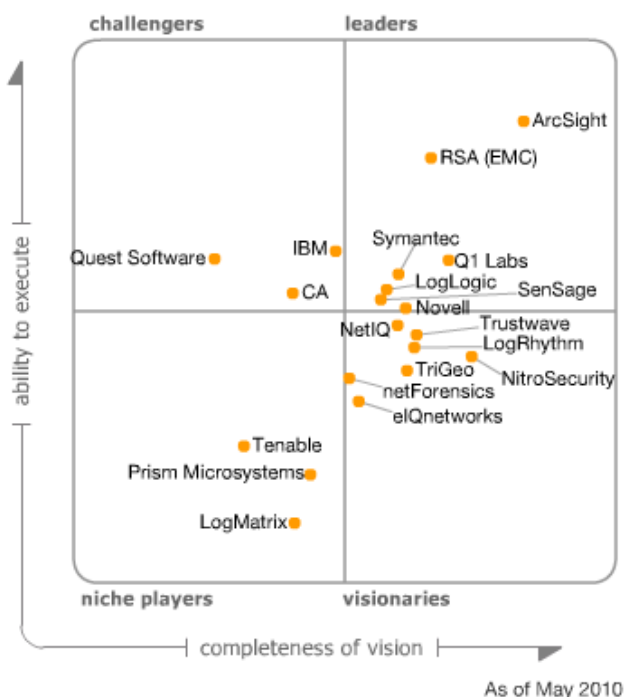 challengers
leaders
ArcSight
RSA (EMC)
Symantec
IBM
Quest Software
Q1 Labs
LogLogic
SenSage
CA
Novell
NetIQ
Trustwave
LogRhythm
TriGeo
NitroSecurity
netForensics
eIQnetworks
Tenable
Prism Microsystems
LogMatrix
ability to execute
niche players
visionaries
completeness of vision
As of May 2010